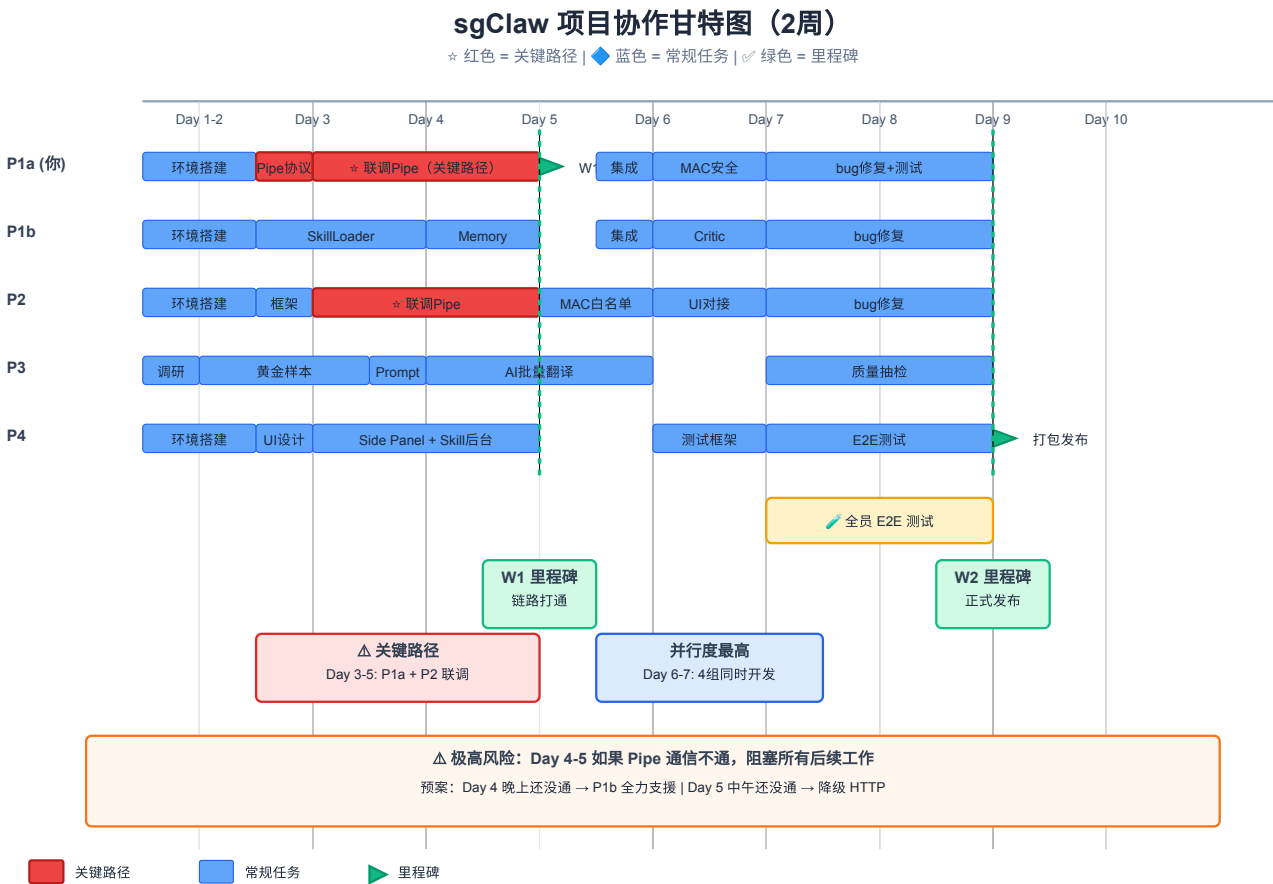 sgClaw 项目协作甘特图（2周）
⭐ 红色 = 关键路径 | 🔷 蓝色 = 常规任务 | ✅ 绿色 = 里程碑
Day 1-2 Day 3 Day 4 Day 5 Day 6 Day 7 Day 8 Day 9 Day 10
P1a (你) 环境搭建 Pipe协议 ⭐ 联调Pipe（关键路径） W1 集成 MAC安全 bug修复+测试
P1b 环境搭建 SkillLoader Memory 集成 Critic bug修复
P2 环境搭建 框架 ⭐ 联调Pipe MAC白名单 UI对接 bug修复
P3 调研 黄金样本 Prompt AI批量翻译 质量抽检
P4 环境搭建 UI设计 Side Panel + Skill后台 测试框架 E2E测试 打包发布
🧪 全员 E2E 测试
W1 里程碑
链路打通
W2 里程碑
正式发布
⚠️ 关键路径
Day 3-5: P1a + P2 联调
并行度最高
Day 6-7: 4组同时开发
⚠️ 极高风险：Day 4-5 如果 Pipe 通信不通，阻塞所有后续工作
预案：Day 4 晚上还没通 → P1b 全力支援 | Day 5 中午还没通 → 降级 HTTP
关键路径 常规任务 里程碑